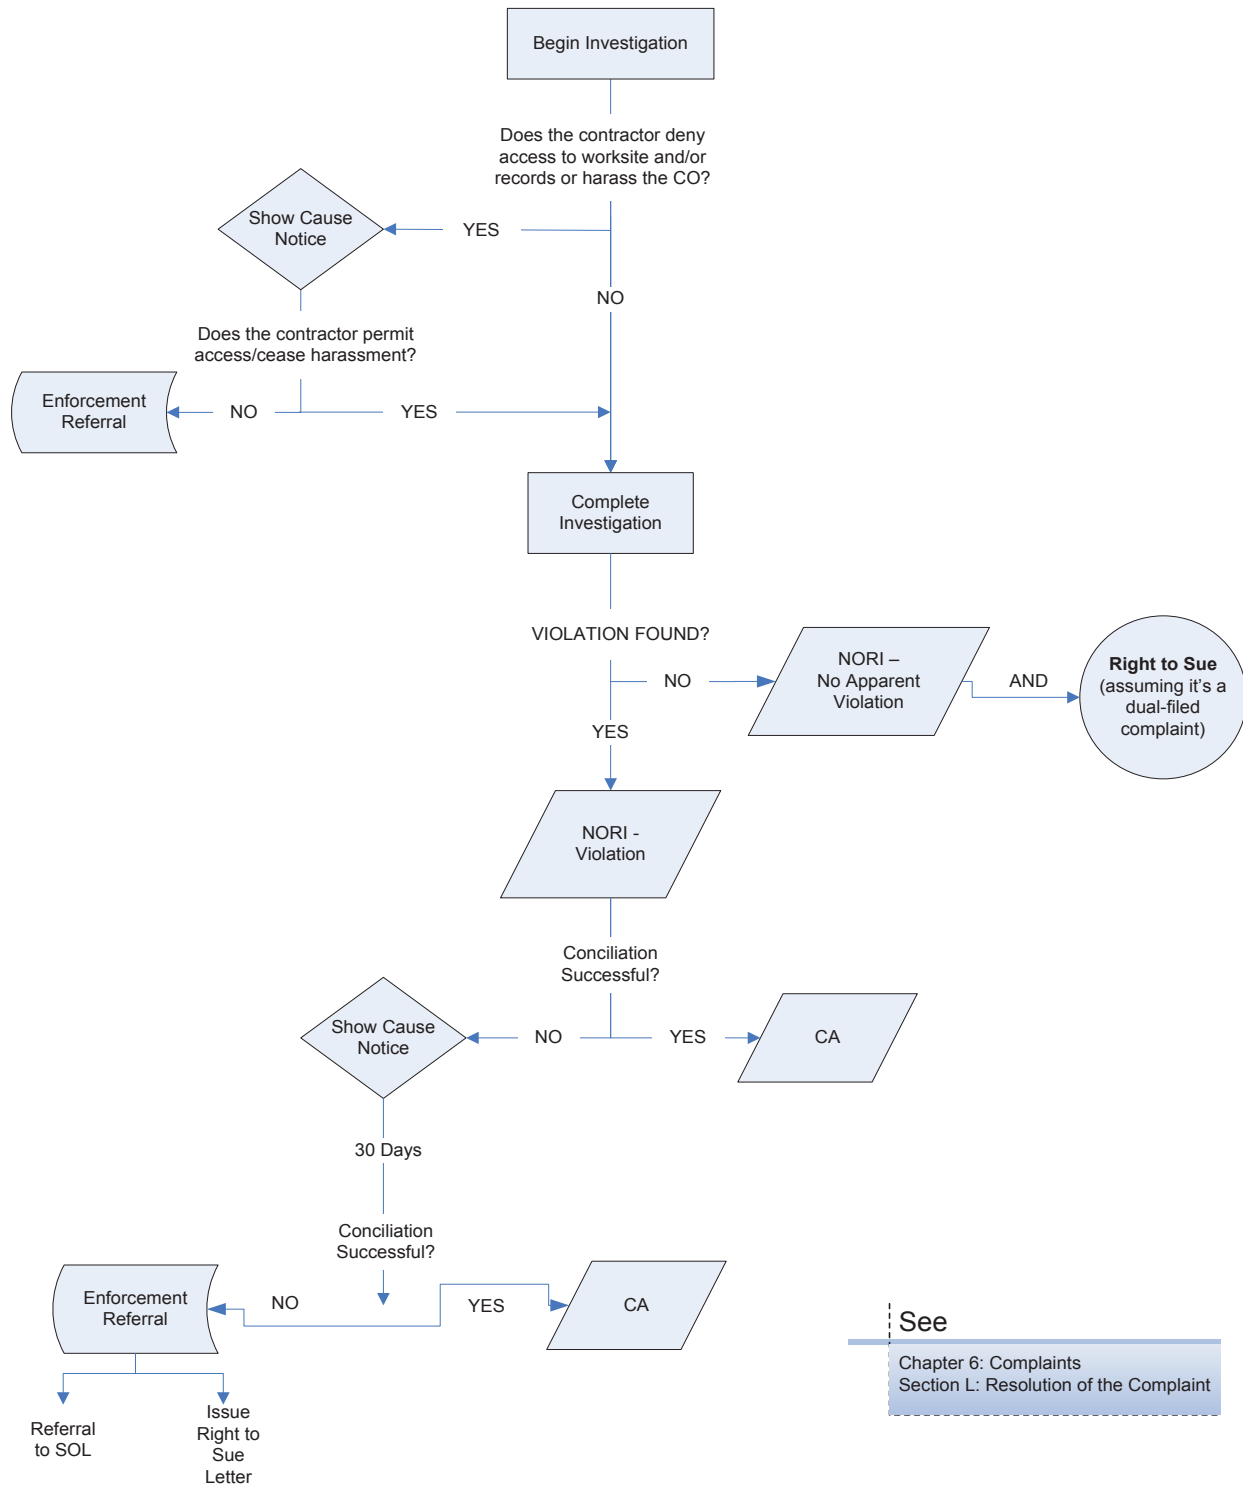 Begin Investigation
Does the contractor deny
access to worksite and/or
records or harass the CO?
Show Cause
Notice
YES
NO
Does the contractor permit
access/cease harassment?
Enforcement
Referral
NO
YES
Complete
Investigation
VIOLATION FOUND?
NO
NORI –
No Apparent
Violation
AND
Right to Sue
(assuming it's a
dual-filed
complaint)
YES
NORI -
Violation
Conciliation
Successful?
Show Cause
Notice
NO
YES
CA
30 Days
Conciliation
Successful?
Enforcement
Referral
NO
YES
CA
Referral
to SOL
Issue
Right to
Sue
Letter
See
Chapter 6: Complaints
Section L: Resolution of the Complaint